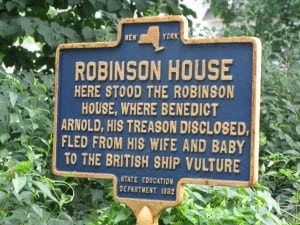 NEW YORK
ROBINSON HOUSE
HERE STOOD THE ROBINSON
HOUSE, WHERE BENEDICT
ARNOLD, HIS TREASON DISCLOSED,
FLED FROM HIS WIFE AND BABY
TO THE BRITISH SHIP VULTURE
STATE EDUCATION
DEPARTMENT 1932